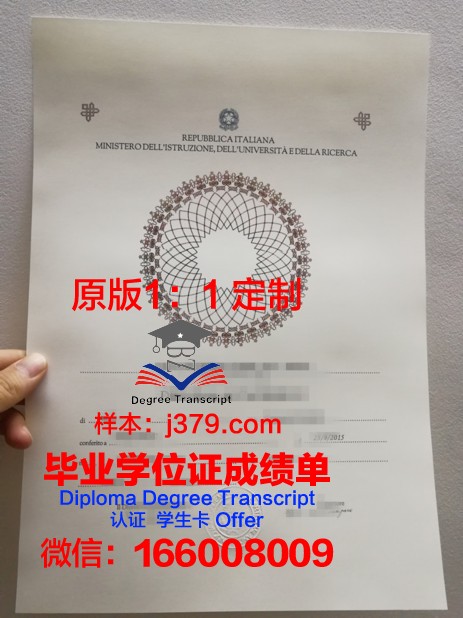 REPUBBLICA ITALIANA
MINISTERO DELL'ISTRUZIONE, DELL'UNIVERSITÀ E DELLA RICERCA
原版1：1定制
Degree Transcript
di
样本:j379.com
conferito a
毕业学位证成绩单
Diploma Degree Transcript
认证 学生卡 Offer
微信：166008009